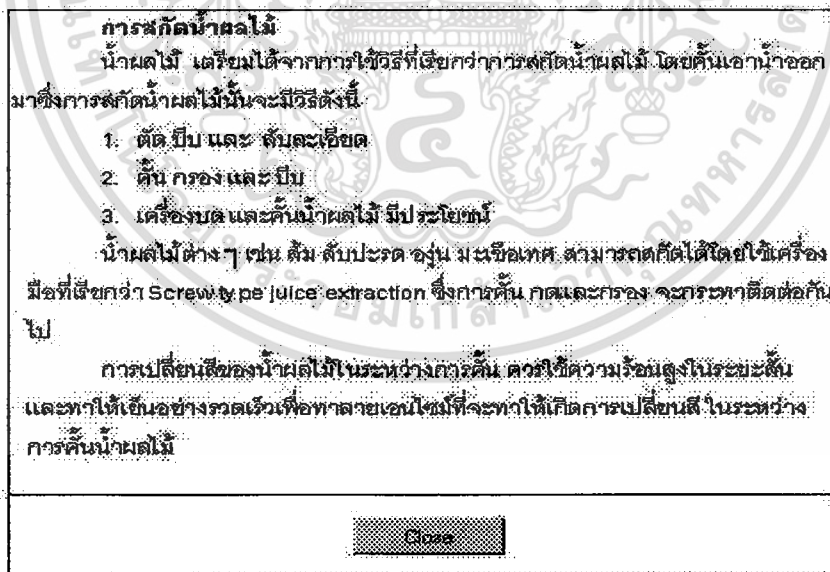 การสกัดน้ำผลไม้
น้ำผลไม้ เตรียมได้จากการใช้วิธีที่เรียกว่าการสกัดน้ำผลไม้ โดยคั้นเอาน้ำออก
มาซึ่งการสกัดน้ำผลไม้นั้นจะมีวิธีดังนี้
1. ตัด บีบ และ สับละเอียด
2. คั้น กรอง และ บีบ
3. เครื่องบด และคั้นน้ำผลไม้ มีประโยชน์
น้ำผลไม้ต่าง ๆ เช่น ส้ม สับปะรด องุ่น มะเขือเทศ สามารถสกัดได้โดยใช้เครื่อง
มือที่เรียกว่า Screw type juice extraction ซึ่งการคั้น กดและกรอง จะกระทำติดต่อกัน
ไป
การเปลี่ยนสีของน้ำผลไม้ในระหว่างการคั้น ควรใช้ความร้อนสูงในระยะสั้น
และทำให้เย็นอย่างรวดเร็วเพื่อทำลายเอนไซม์ที่จะทำให้เกิดการเปลี่ยนสี ในระหว่าง
การคั้นน้ำผลไม้
Close